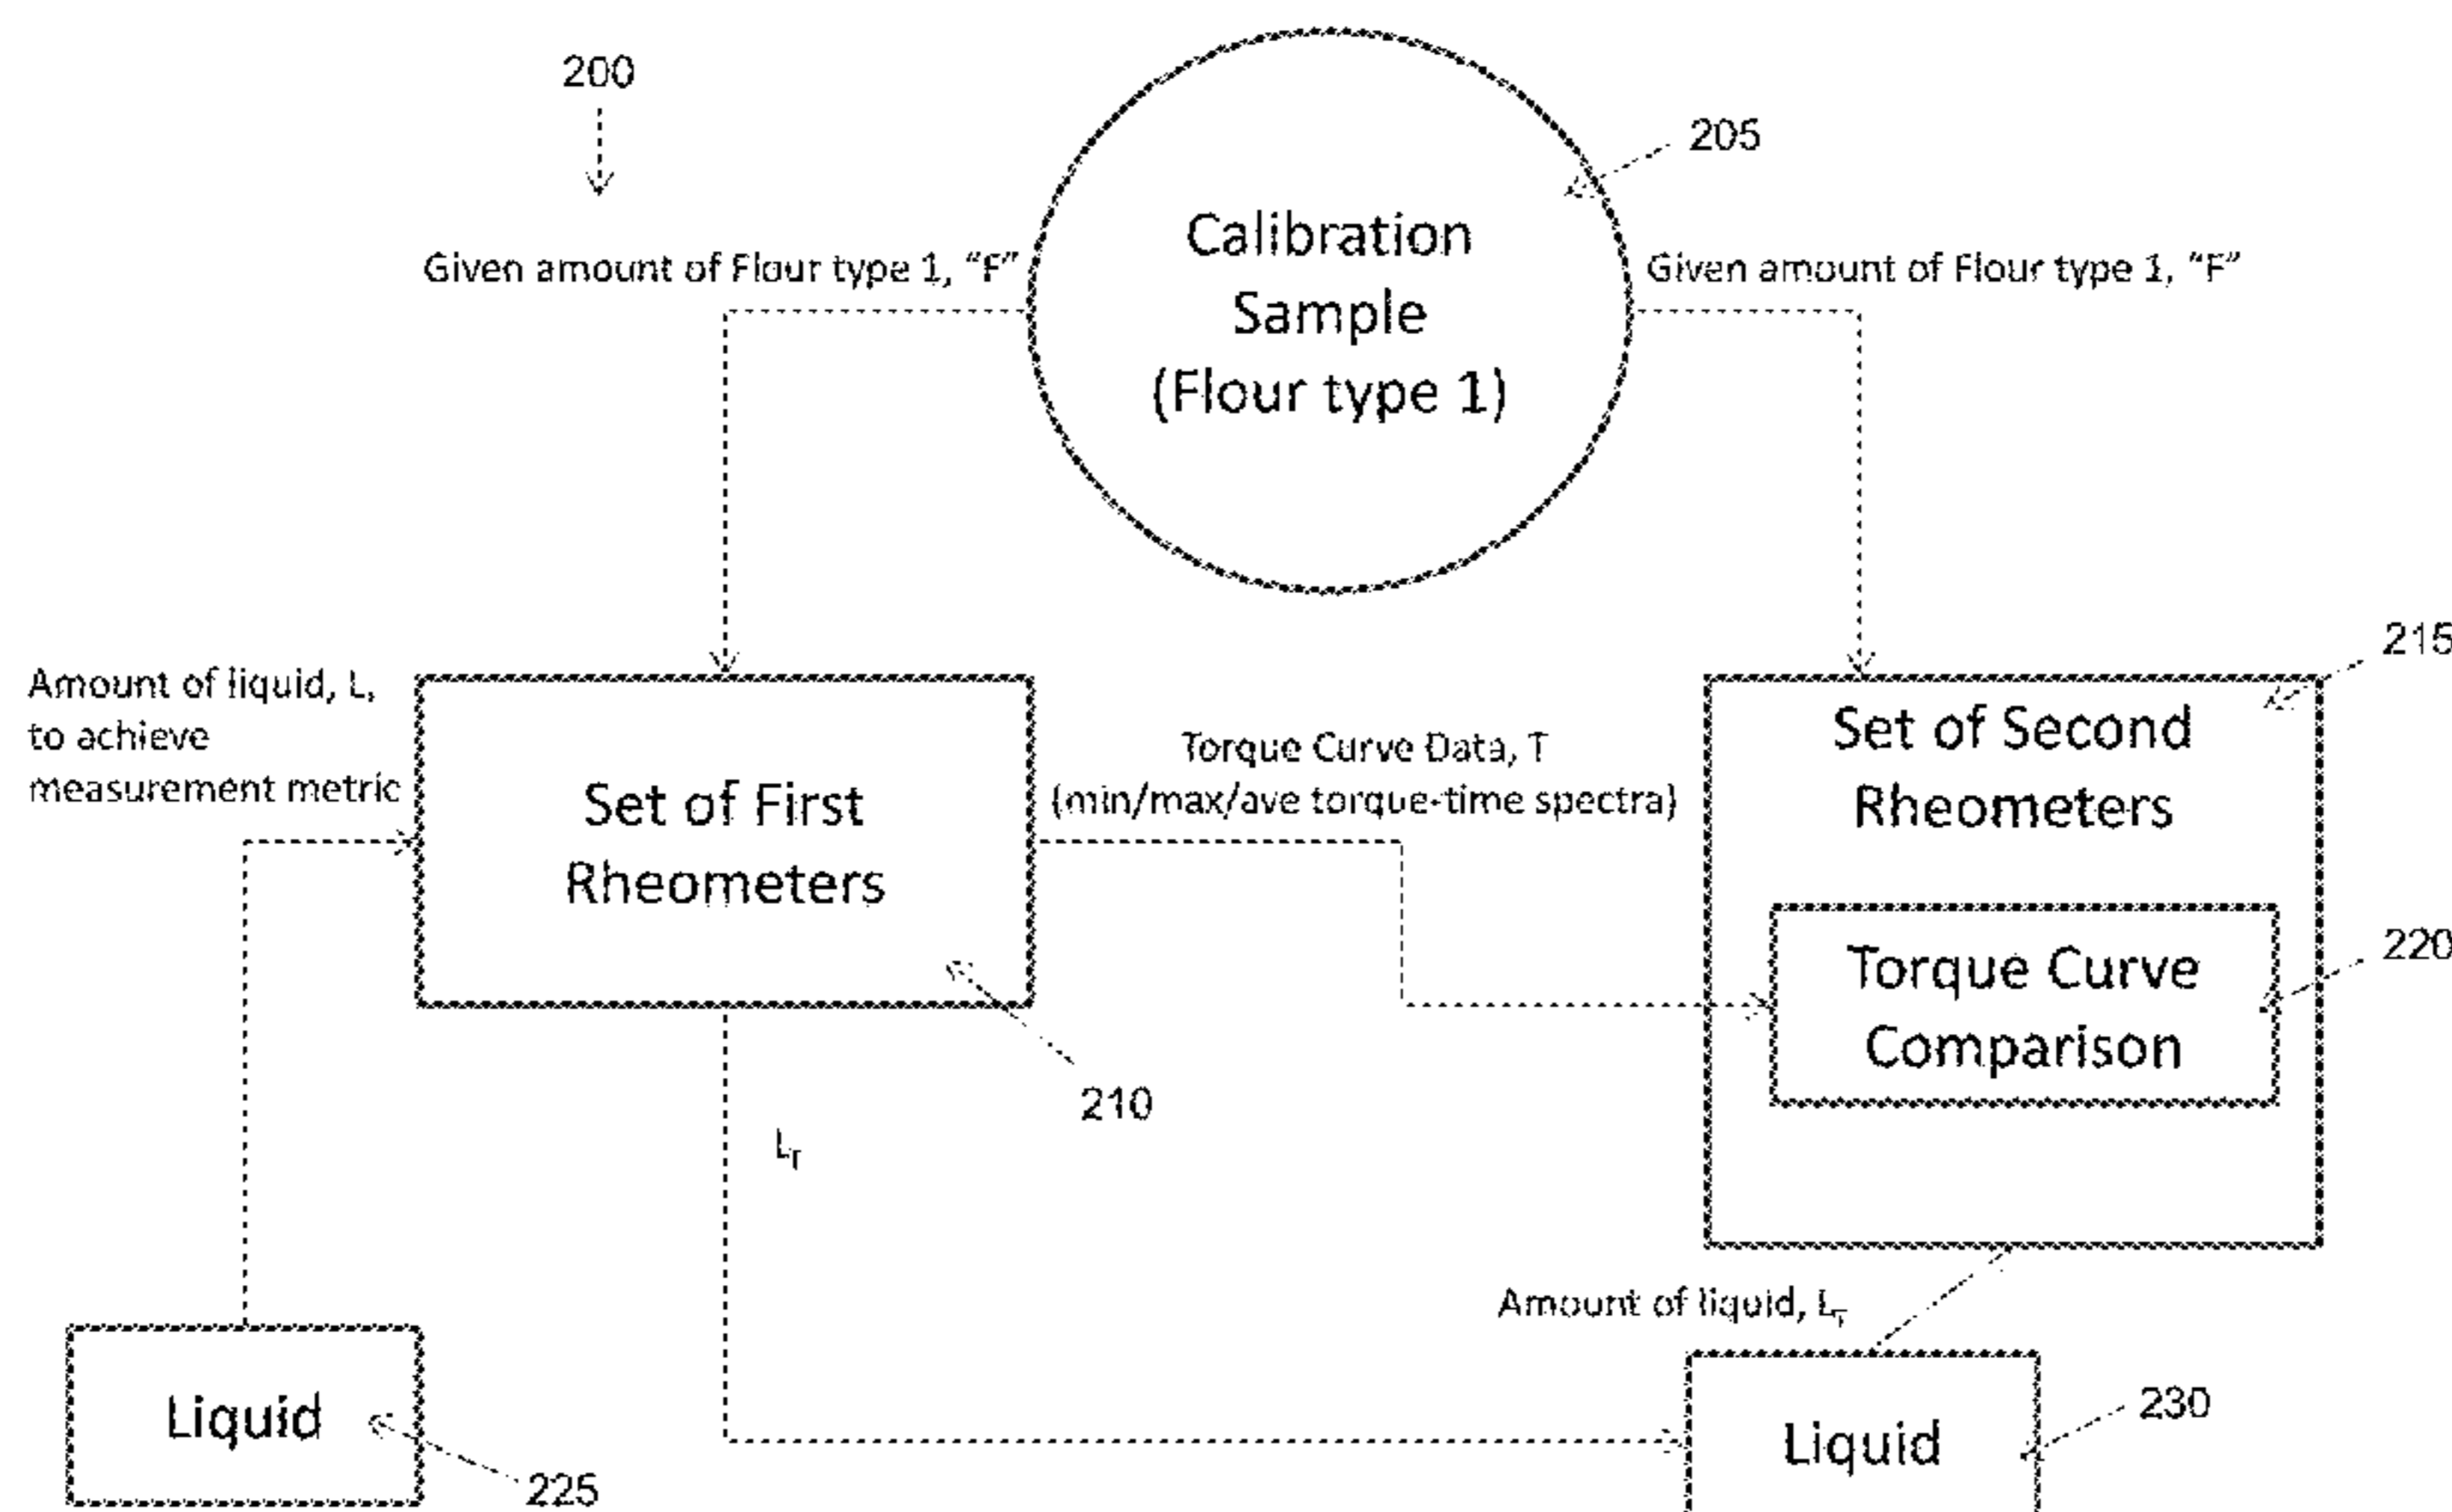 200
205
Calibration
Sample
(Flour type 1)
Given amount of Flour type 1, "F"
Given amount of Flour type 1, "F"
215
Amount of liquid, L,
to achieve
measurement metric
Set of First
Rheometers
Torque Curve Data, T
(min/max/ave torque-time spectra)
Set of Second
Rheometers
220
Torque Curve
Comparison
210
L_T
Amount of liquid, L_T
Liquid
225
Liquid
230